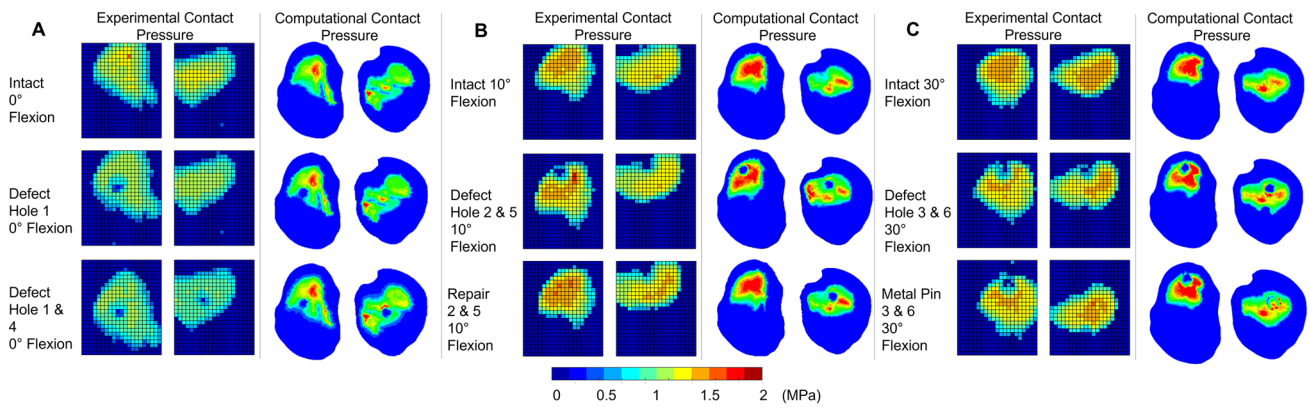 A
Experimental Contact
Pressure
Computational Contact
Pressure
Intact
0°
Flexion
Defect
Hole 1
0° Flexion
Defect
Hole 1 &
4
0° Flexion
B
Experimental Contact
Pressure
Computational Contact
Pressure
Intact 10°
Flexion
Defect
Hole 2 & 5
10°
Flexion
Repair
2 & 5
10°
Flexion
C
Experimental Contact
Pressure
Computational Contact
Pressure
Intact 30°
Flexion
Defect
Hole 3 & 6
30°
Flexion
Metal Pin
3 & 6
30°
Flexion
0 0.5 1 1.5 2 (MPa)